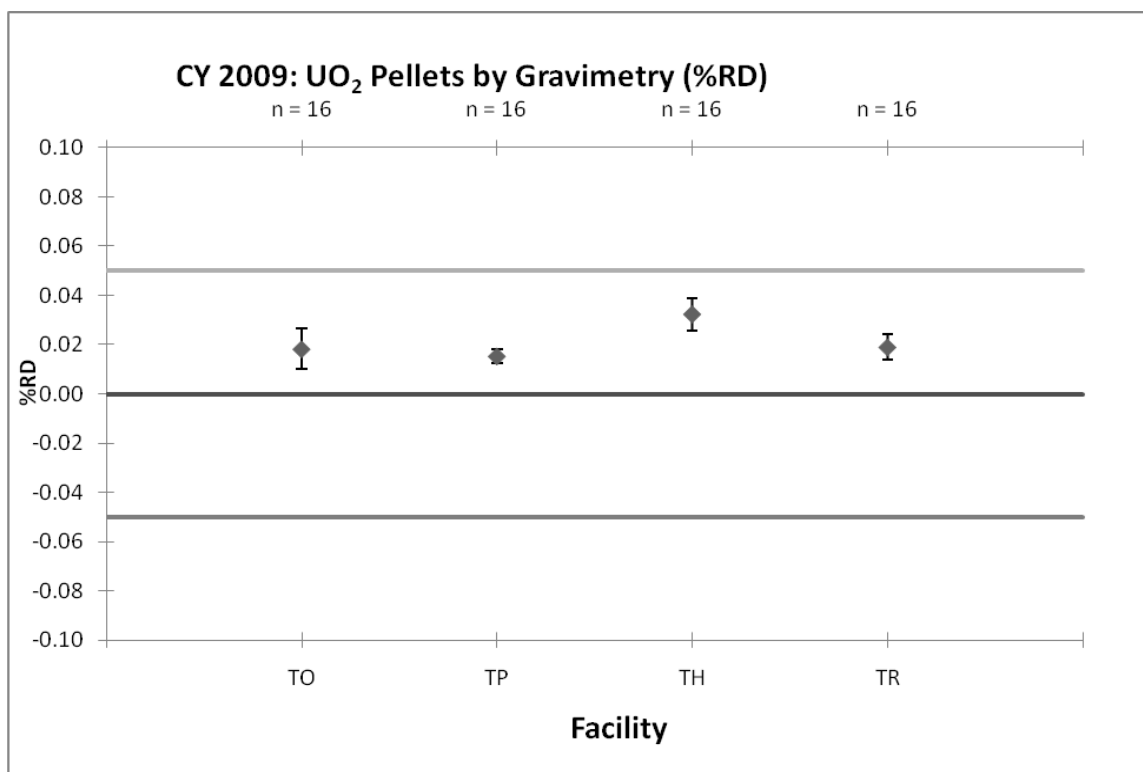 CY 2009: UO₂ Pellets by Gravimetry (%RD)
n = 16 n = 16 n = 16 n = 16
0.10
0.08
0.06
0.04
0.02
0.00
-0.02
-0.04
-0.06
-0.08
-0.10
%RD
TO TP TH TR
Facility